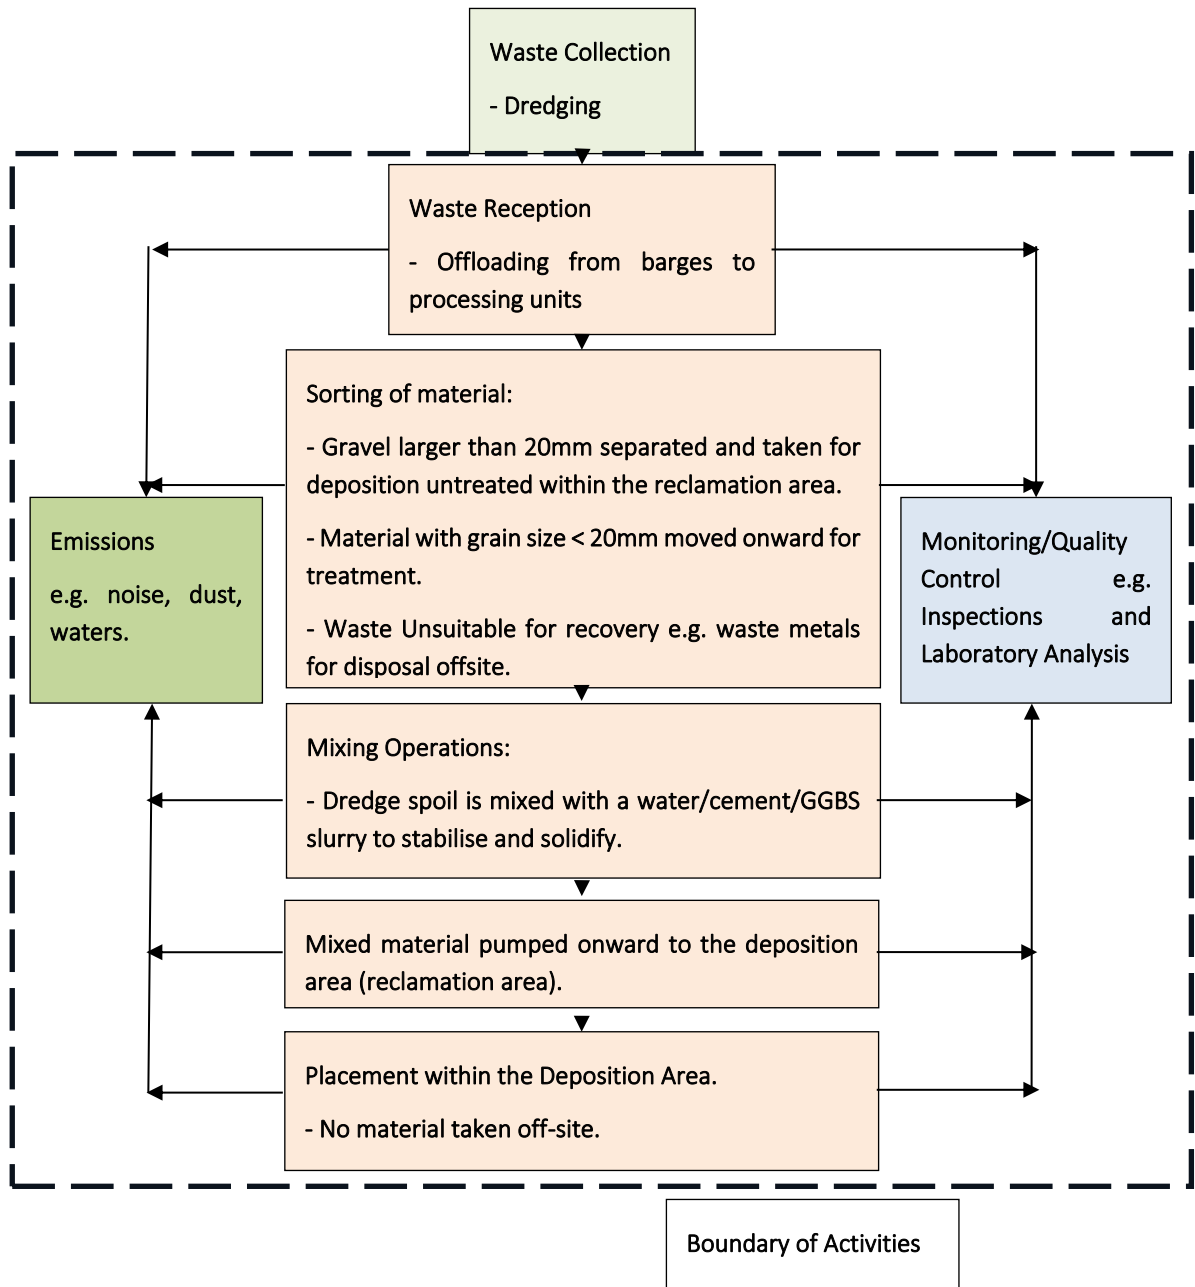 Waste Collection
- Dredging
Waste Reception
- Offloading from barges to
processing units
Sorting of material:
- Gravel larger than 20mm separated and taken for
deposition untreated within the reclamation area.
- Material with grain size < 20mm moved onward for
treatment.
- Waste Unsuitable for recovery e.g. waste metals
for disposal offsite.
Emissions
e.g. noise, dust,
waters.
Monitoring/Quality
Control e.g.
Inspections and
Laboratory Analysis
Mixing Operations:
- Dredge spoil is mixed with a water/cement/GGBS
slurry to stabilise and solidify.
Mixed material pumped onward to the deposition
area (reclamation area).
Placement within the Deposition Area.
- No material taken off-site.
Boundary of Activities